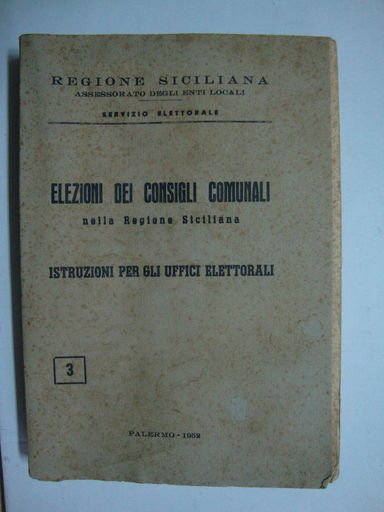 REGIONE SICILIANA
ASSESSORATO DEGLI ENTI LOCALI
SERVIZIO ELETTORALE
ELEZIONI DEI CONSIGLI COMUNALI
nella Regione Siciliana
ISTRUZIONI PER GLI UFFICI ELETTORALI
3
PALERMO - 1952